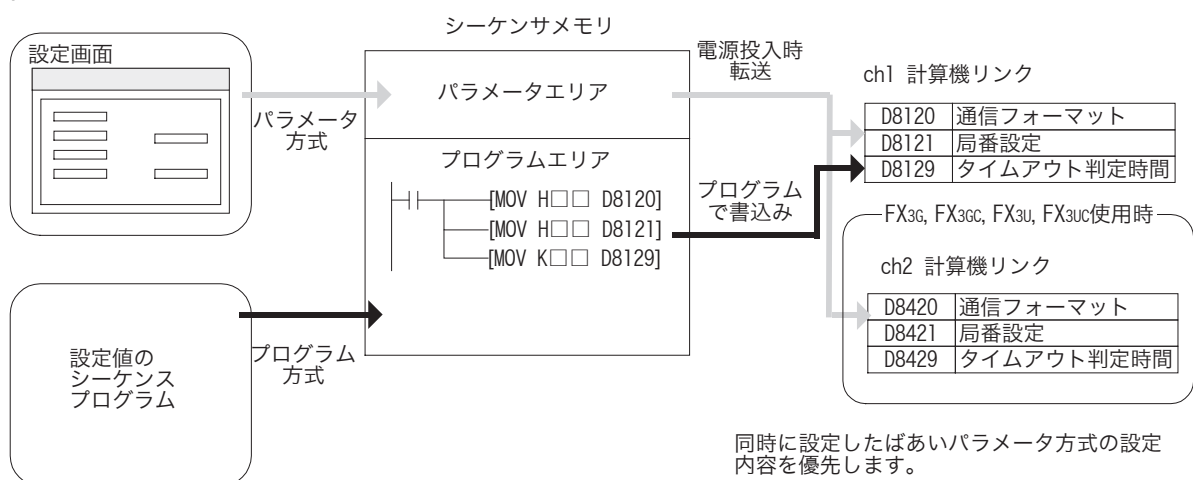 シーケンサメモリ
設定画面
パラメータ
方式
パラメータエリア
電源投入時
転送
プログラムエリア
[MOV H□□ D8120]
[MOV H□□ D8121]
[MOV K□□ D8129]
プログラム
で書込み
ch1 計算機リンク
D8120 通信フォーマット
D8121 局番設定
D8129 タイムアウト判定時間
FX3G, FX3GC, FX3U, FX3UC使用時
ch2 計算機リンク
D8420 通信フォーマット
D8421 局番設定
D8429 タイムアウト判定時間
設定値の
シーケンス
プログラム
プログラム
方式
同時に設定したばあいパラメータ方式の設定
内容を優先します。